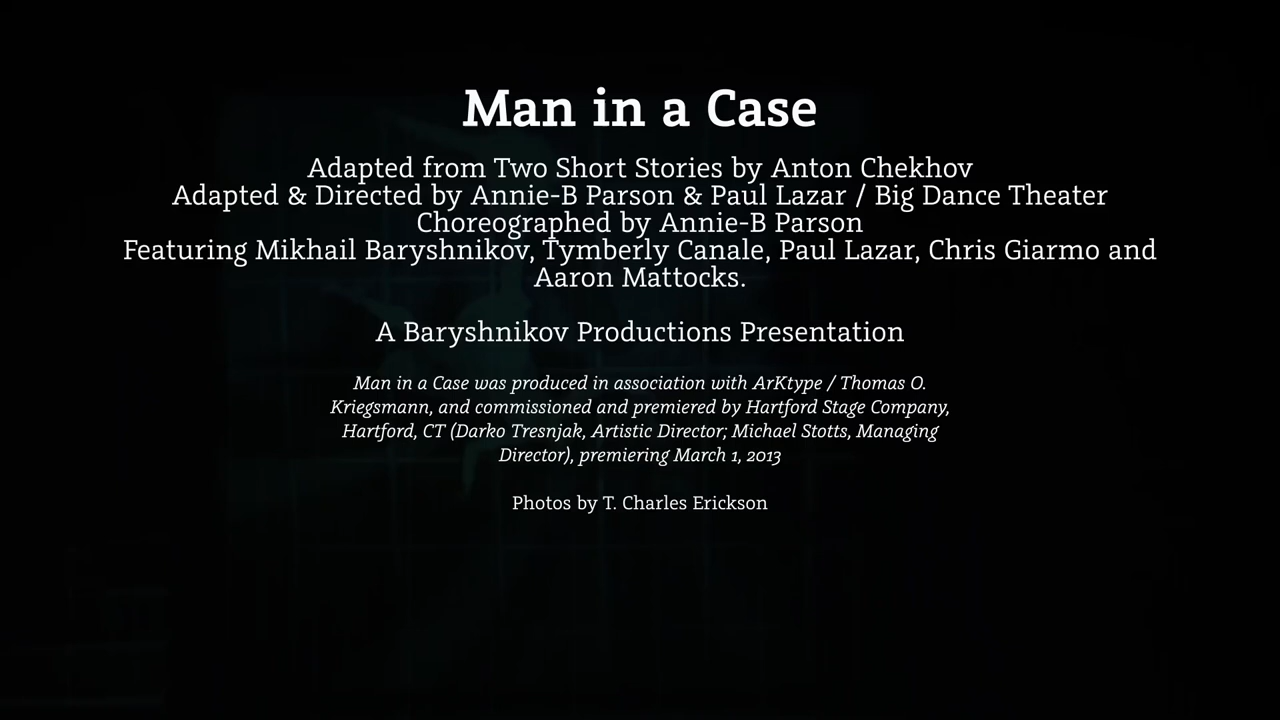 Man in a Case
Adapted from Two Short Stories by Anton Chekhov
Adapted & Directed by Annie-B Parson & Paul Lazar / Big Dance Theater
Choreographed by Annie-B Parson
Featuring Mikhail Baryshnikov, Tymberly Canale, Paul Lazar, Chris Giarmo and
Aaron Mattocks.
A Baryshnikov Productions Presentation
Man in a Case was produced in association with ArKtype / Thomas O.
Kriegsmann, and commissioned and premiered by Hartford Stage Company,
Hartford, CT (Darko Tresnjak, Artistic Director; Michael Stotts, Managing
Director), premiering March 1, 2013
Photos by T. Charles Erickson